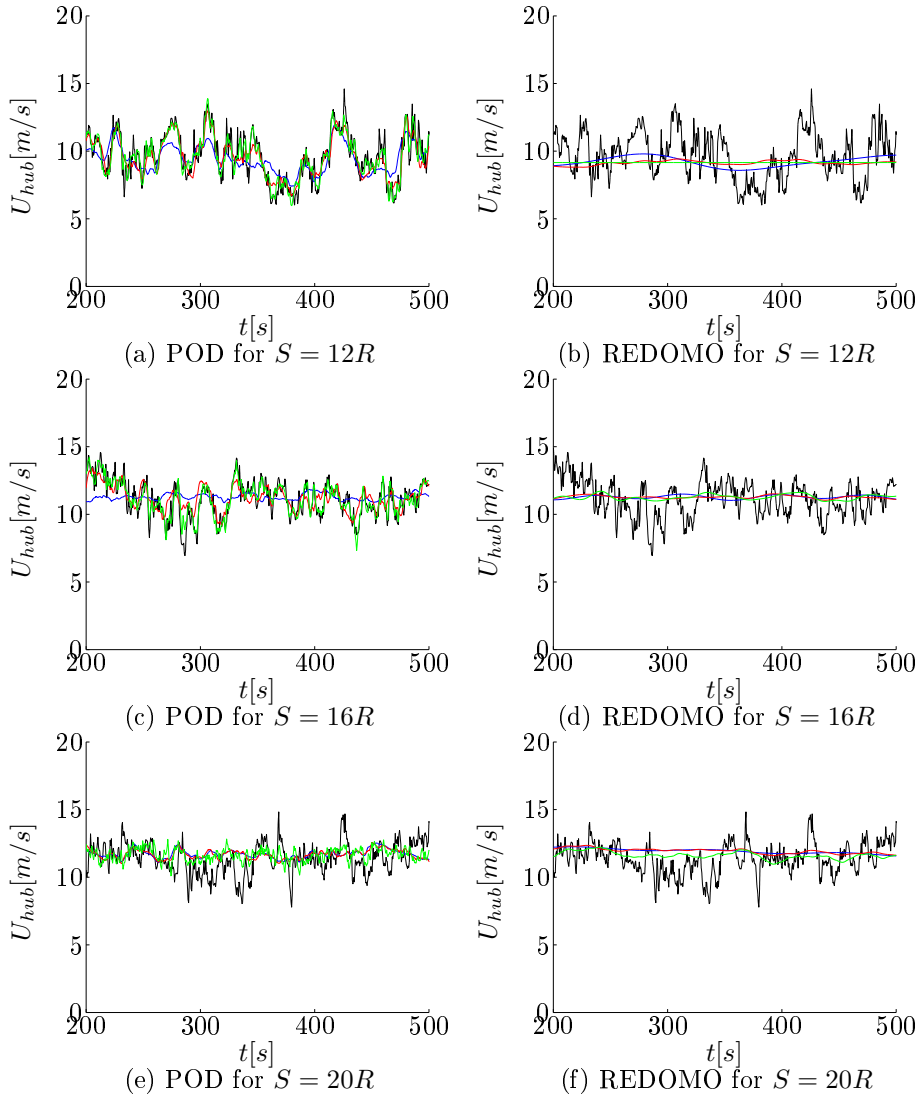 20
15
10
5
0
200 300 400 500
U_{hub}[m/s]
t[s]
(a) POD for S = 12R
20
15
10
5
0
200 300 400 500
U_{hub}[m/s]
t[s]
(b) REDOMO for S = 12R
20
15
10
5
0
200 300 400 500
U_{hub}[m/s]
t[s]
(c) POD for S = 16R
20
15
10
5
0
200 300 400 500
U_{hub}[m/s]
t[s]
(d) REDOMO for S = 16R
20
15
10
5
0
200 300 400 500
U_{hub}[m/s]
t[s]
(e) POD for S = 20R
20
15
10
5
0
200 300 400 500
U_{hub}[m/s]
t[s]
(f) REDOMO for S = 20R